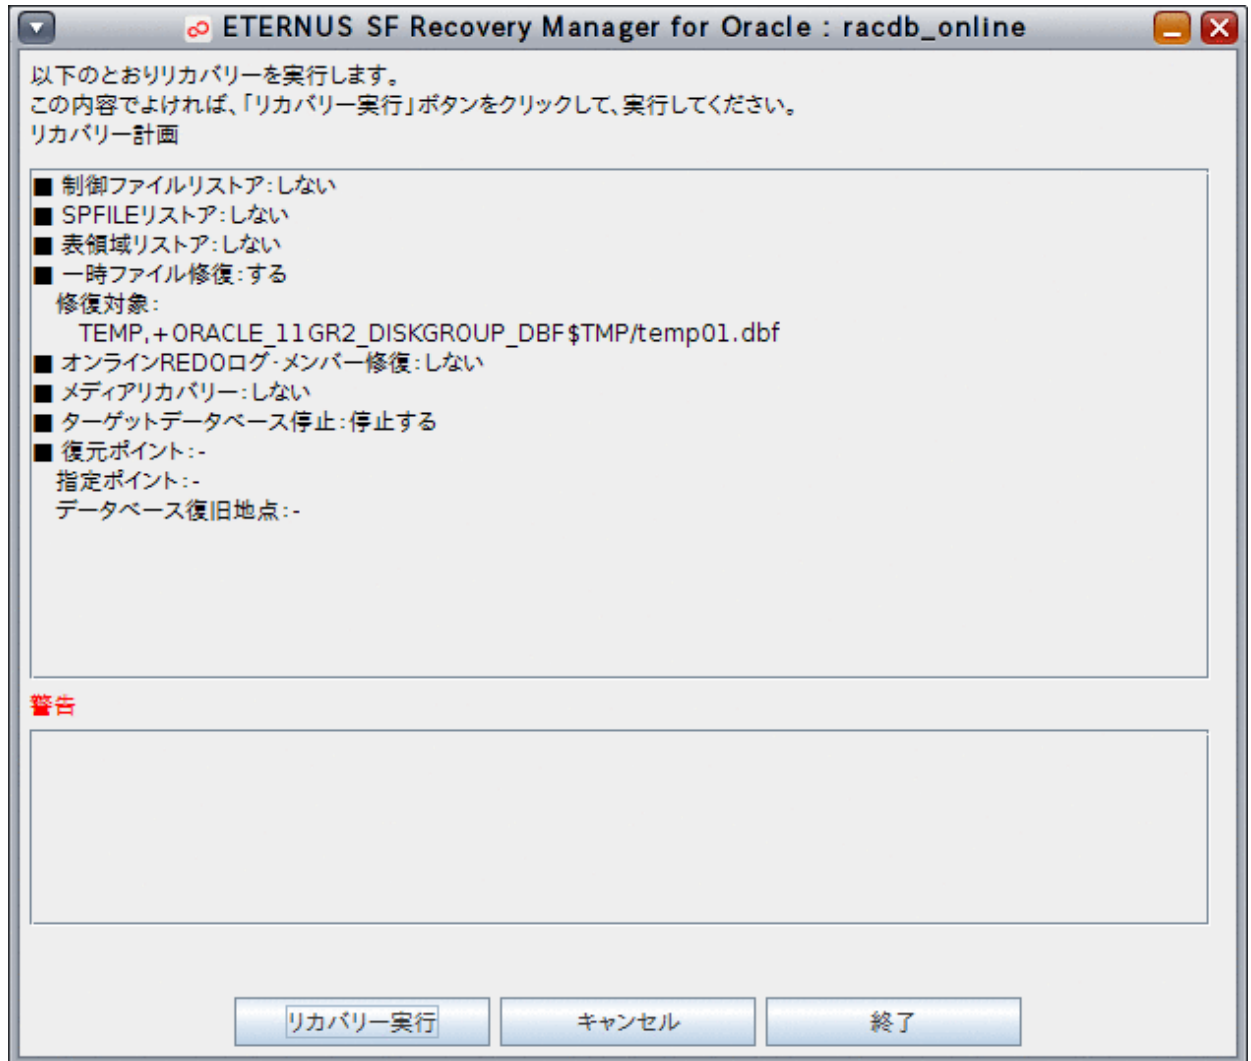 ETERNUS SF Recovery Manager for Oracle : racdb_online
以下のとおりリカバリーを実行します。
この内容でよければ、「リカバリー実行」ボタンをクリックして、実行してください。
リカバリー計画
■ 制御ファイルリストア:しない
■ SPFILEリストア:しない
■ 表領域リストア:しない
■ 一時ファイル修復:する
修復対象:
TEMP,+ORACLE_11GR2_DISKGROUP_DBF$TMP/temp01.dbf
■ オンラインREDOログ・メンバー修復:しない
■ メディアリカバリー:しない
■ ターゲットデータベース停止:停止する
■ 復元ポイント:-
指定ポイント:-
データベース復旧地点:-
警告
リカバリー実行
キャンセル
終了